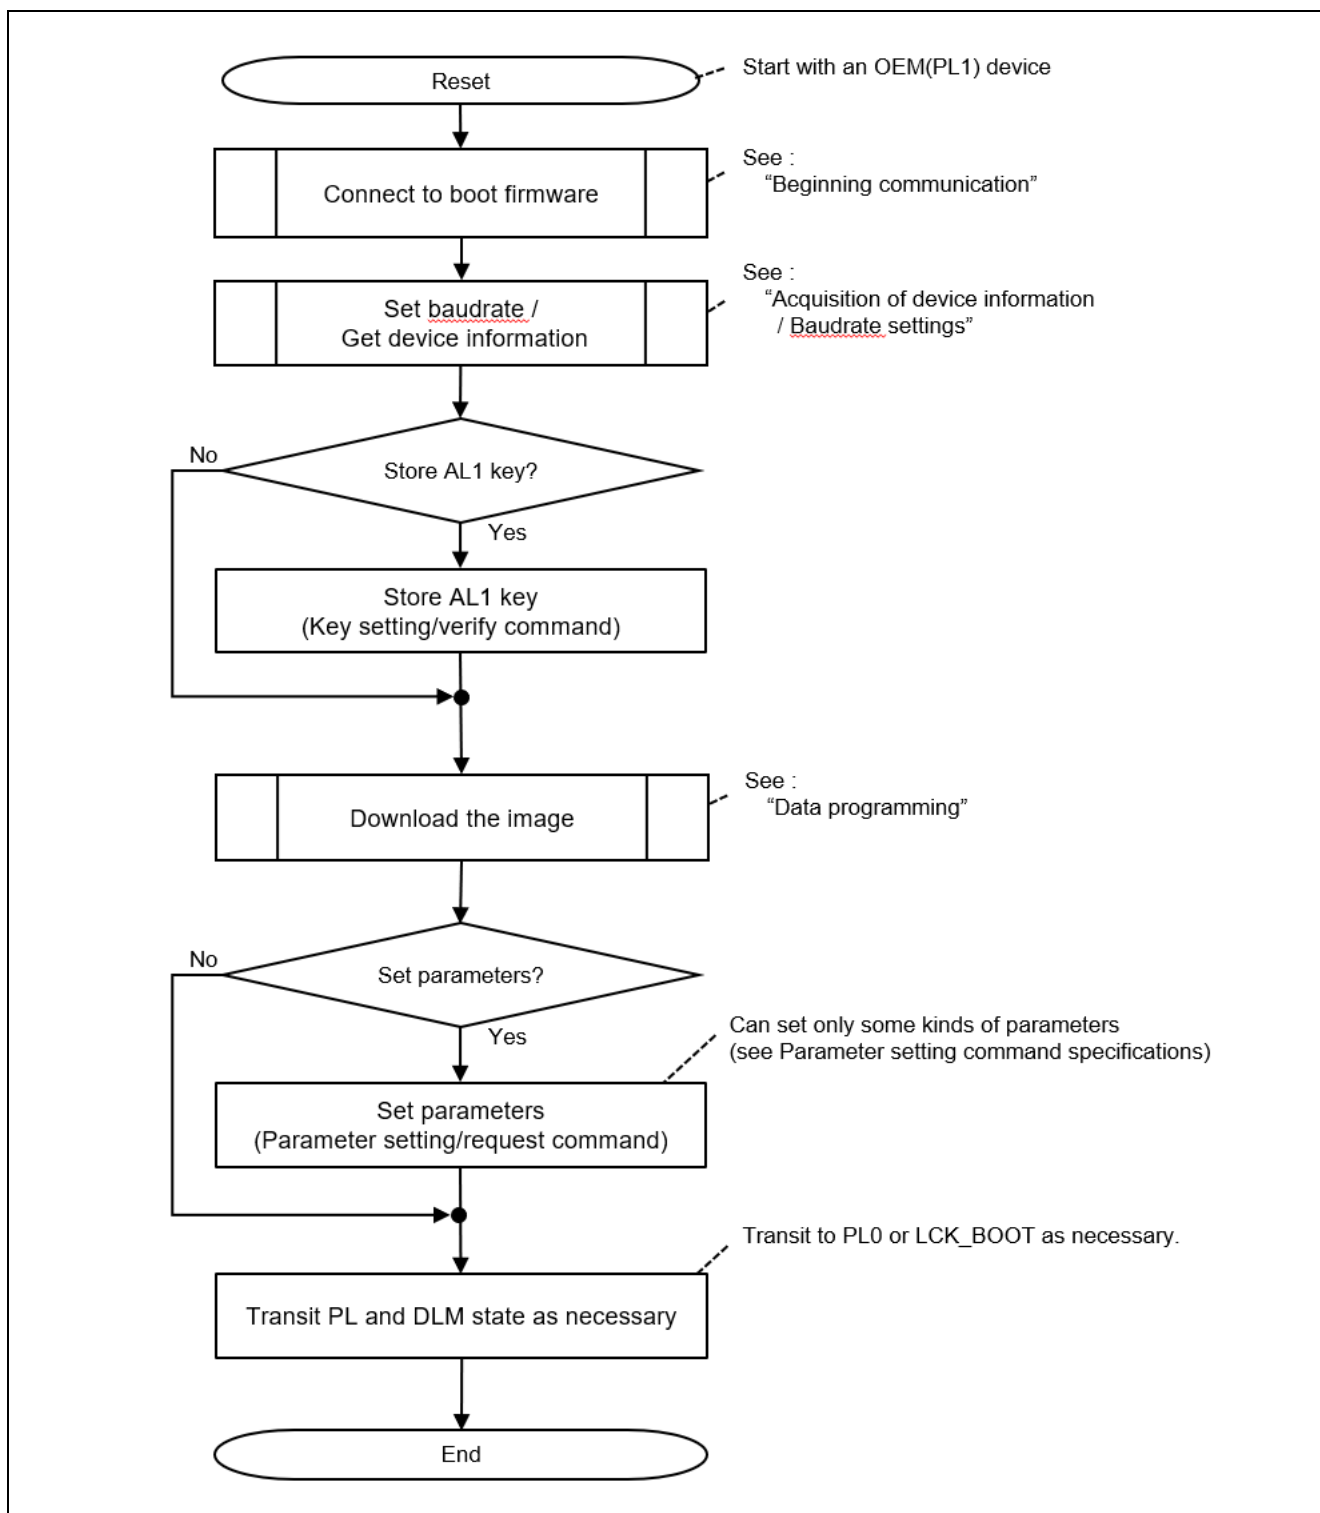 Reset
Start with an OEM(PL1) device
Connect to boot firmware
See :
“Beginning communication”
Set baudrate /
Get device information
See :
“Acquisition of device information
/ Baudrate settings”
Store AL1 key?
No
Yes
Store AL1 key
(Key setting/verify command)
Download the image
See :
“Data programming”
Set parameters?
No
Yes
Can set only some kinds of parameters
(see Parameter setting command specifications)
Set parameters
(Parameter setting/request command)
Transit to PL0 or LCK_BOOT as necessary.
Transit PL and DLM state as necessary
End